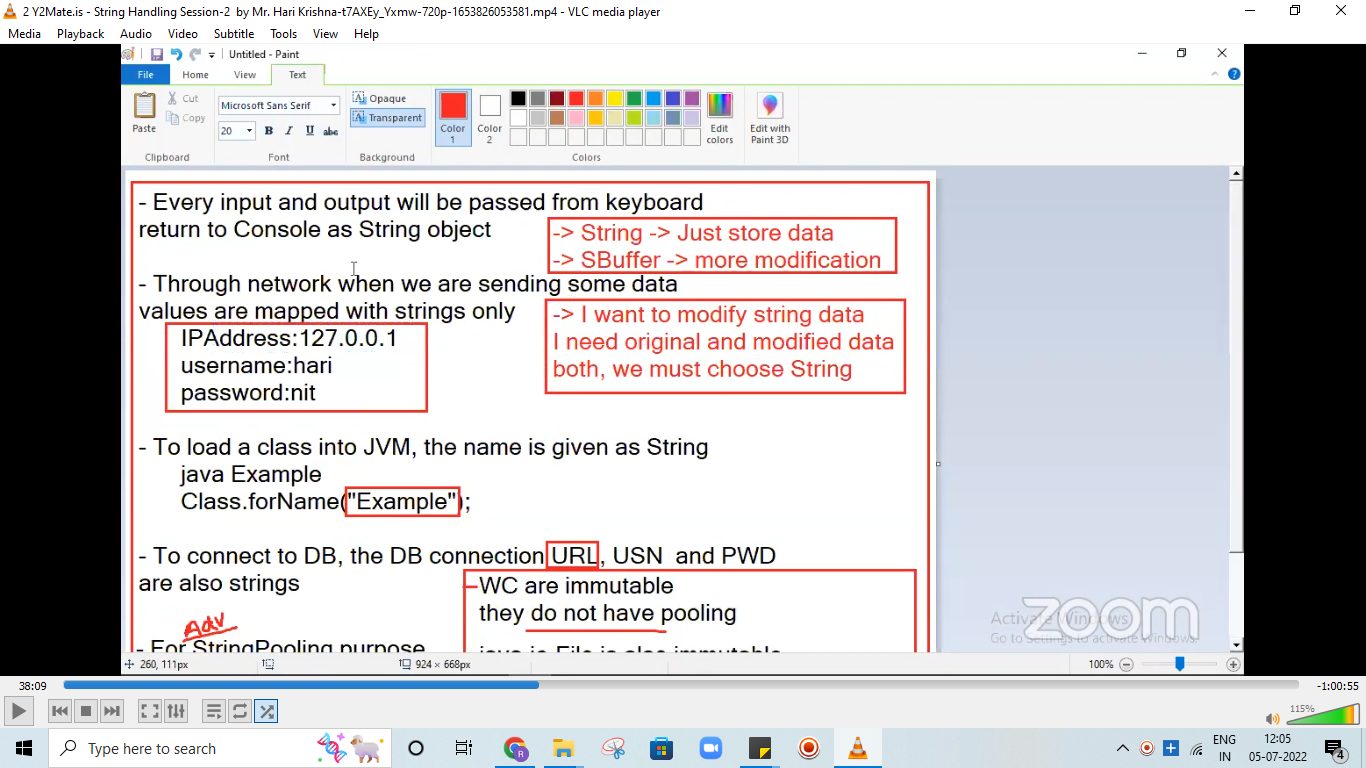 2 Y2Mate.is - String Handling Session-2 by Mr. Hari Krishna-t7AXEy_Yxmw-720p-1653826053581.mp4 - VLC media player
Media Playback Audio Video Subtitle Tools View Help
Untitled - Paint
File Home View Text
Paste
Cut
Copy
Clipboard
Microsoft Sans Serif
20 B I U abc
Font
Opaque
Transparent
Background
Color 1
Color 2
Edit colors
Colors
Edit with Paint 3D
- Every input and output will be passed from keyboard
return to Console as String object
-> String -> Just store data
-> SBuffer -> more modification
- Through network when we are sending some data
values are mapped with strings only
-> I want to modify string data
I need original and modified data
both, we must choose String
IPAddress:127.0.0.1
username:hari
password:nit
- To load a class into JVM, the name is given as String
java Example
Class.forName("Example");
- To connect to DB, the DB connection URL, USN and PWD
are also strings
WC are immutable
they do not have pooling
Adv
- For StringPooling purpose
java.io.File is also immutable
zoom
Activate Windows
Go to Settings to activate Windows.
260, 111px
924 × 668px
100%
38:09
-1:00:55
115%
Type here to search
ENG
IN
12:05
05-07-2022
4